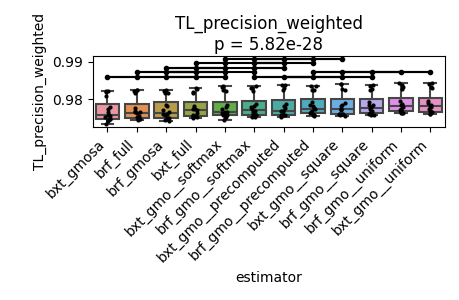 TL_precision_weighted
p = 5.82e-28
TL_precision_weighted
0.99
0.98
bxt_gmosa
brf_full
brf_gmosa
bxt_full
bxt_gmo__softmax
brf_gmo__softmax
bxt_gmo__precomputed
brf_gmo__precomputed
bxt_gmo__square
brf_gmo__square
brf_gmo__uniform
bxt_gmo__uniform
estimator